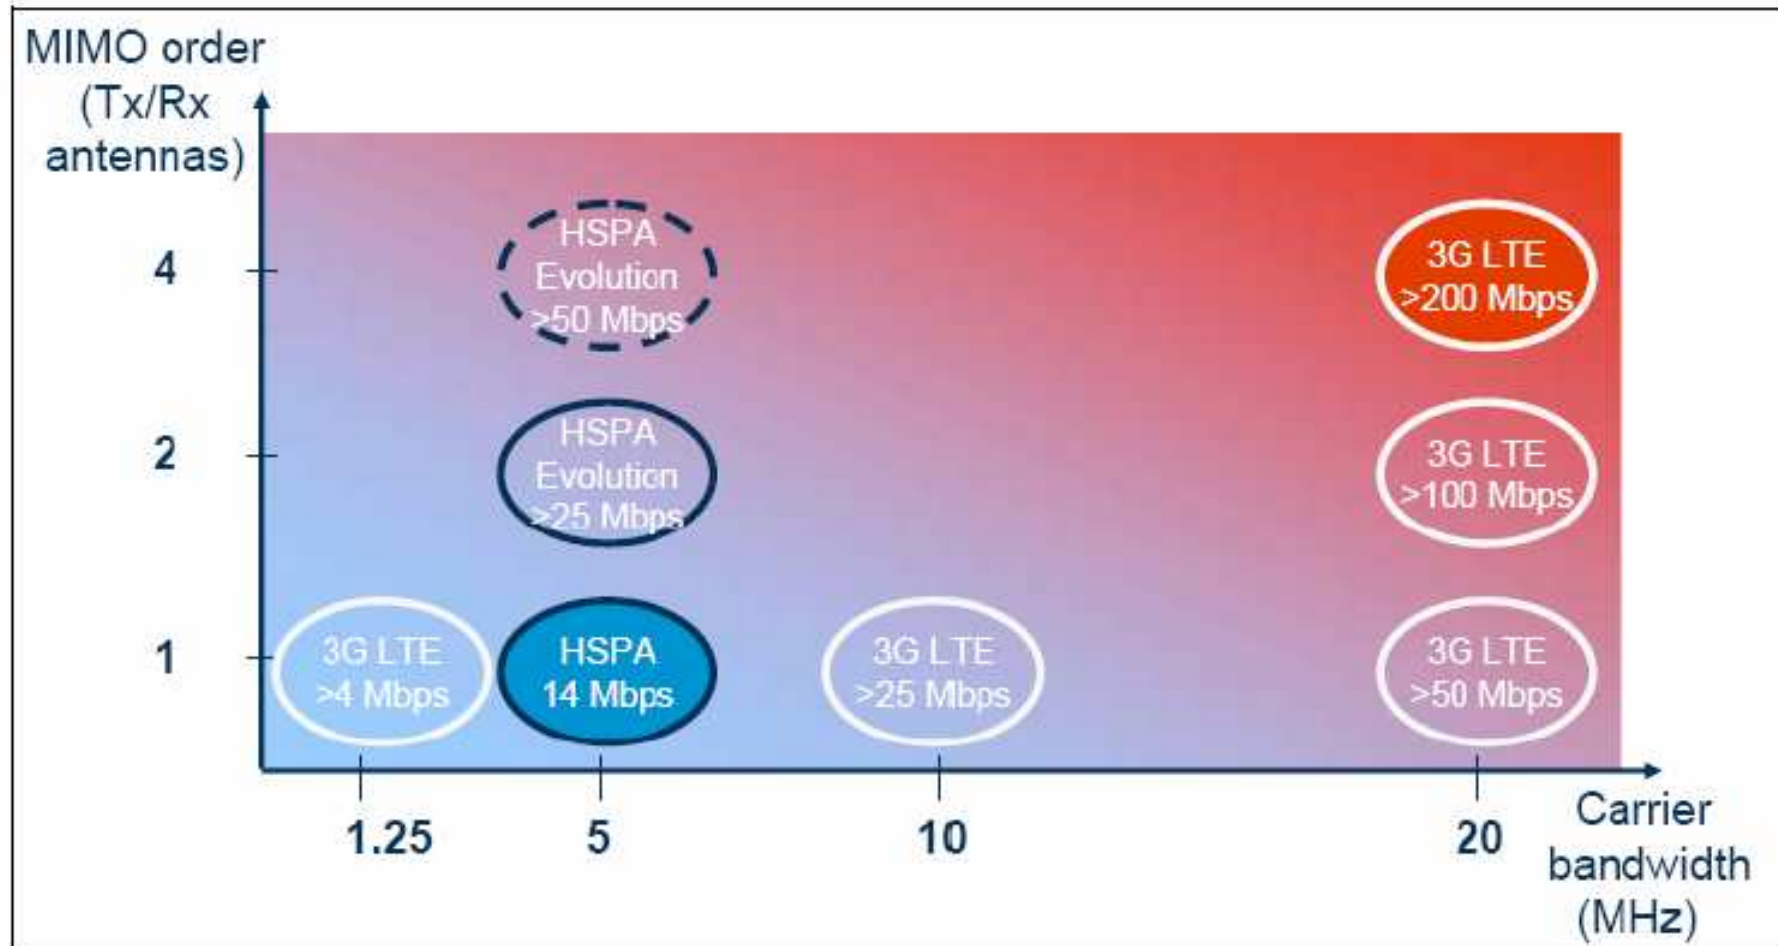 MIMO order
(Tx/Rx
antennas)
4
HSPA
Evolution
>50 Mbps
3G LTE
>200 Mbps
2
HSPA
Evolution
>25 Mbps
3G LTE
>100 Mbps
1
3G LTE
>4 Mbps
HSPA
14 Mbps
3G LTE
>25 Mbps
3G LTE
>50 Mbps
1.25
5
10
20
Carrier
bandwidth
(MHz)